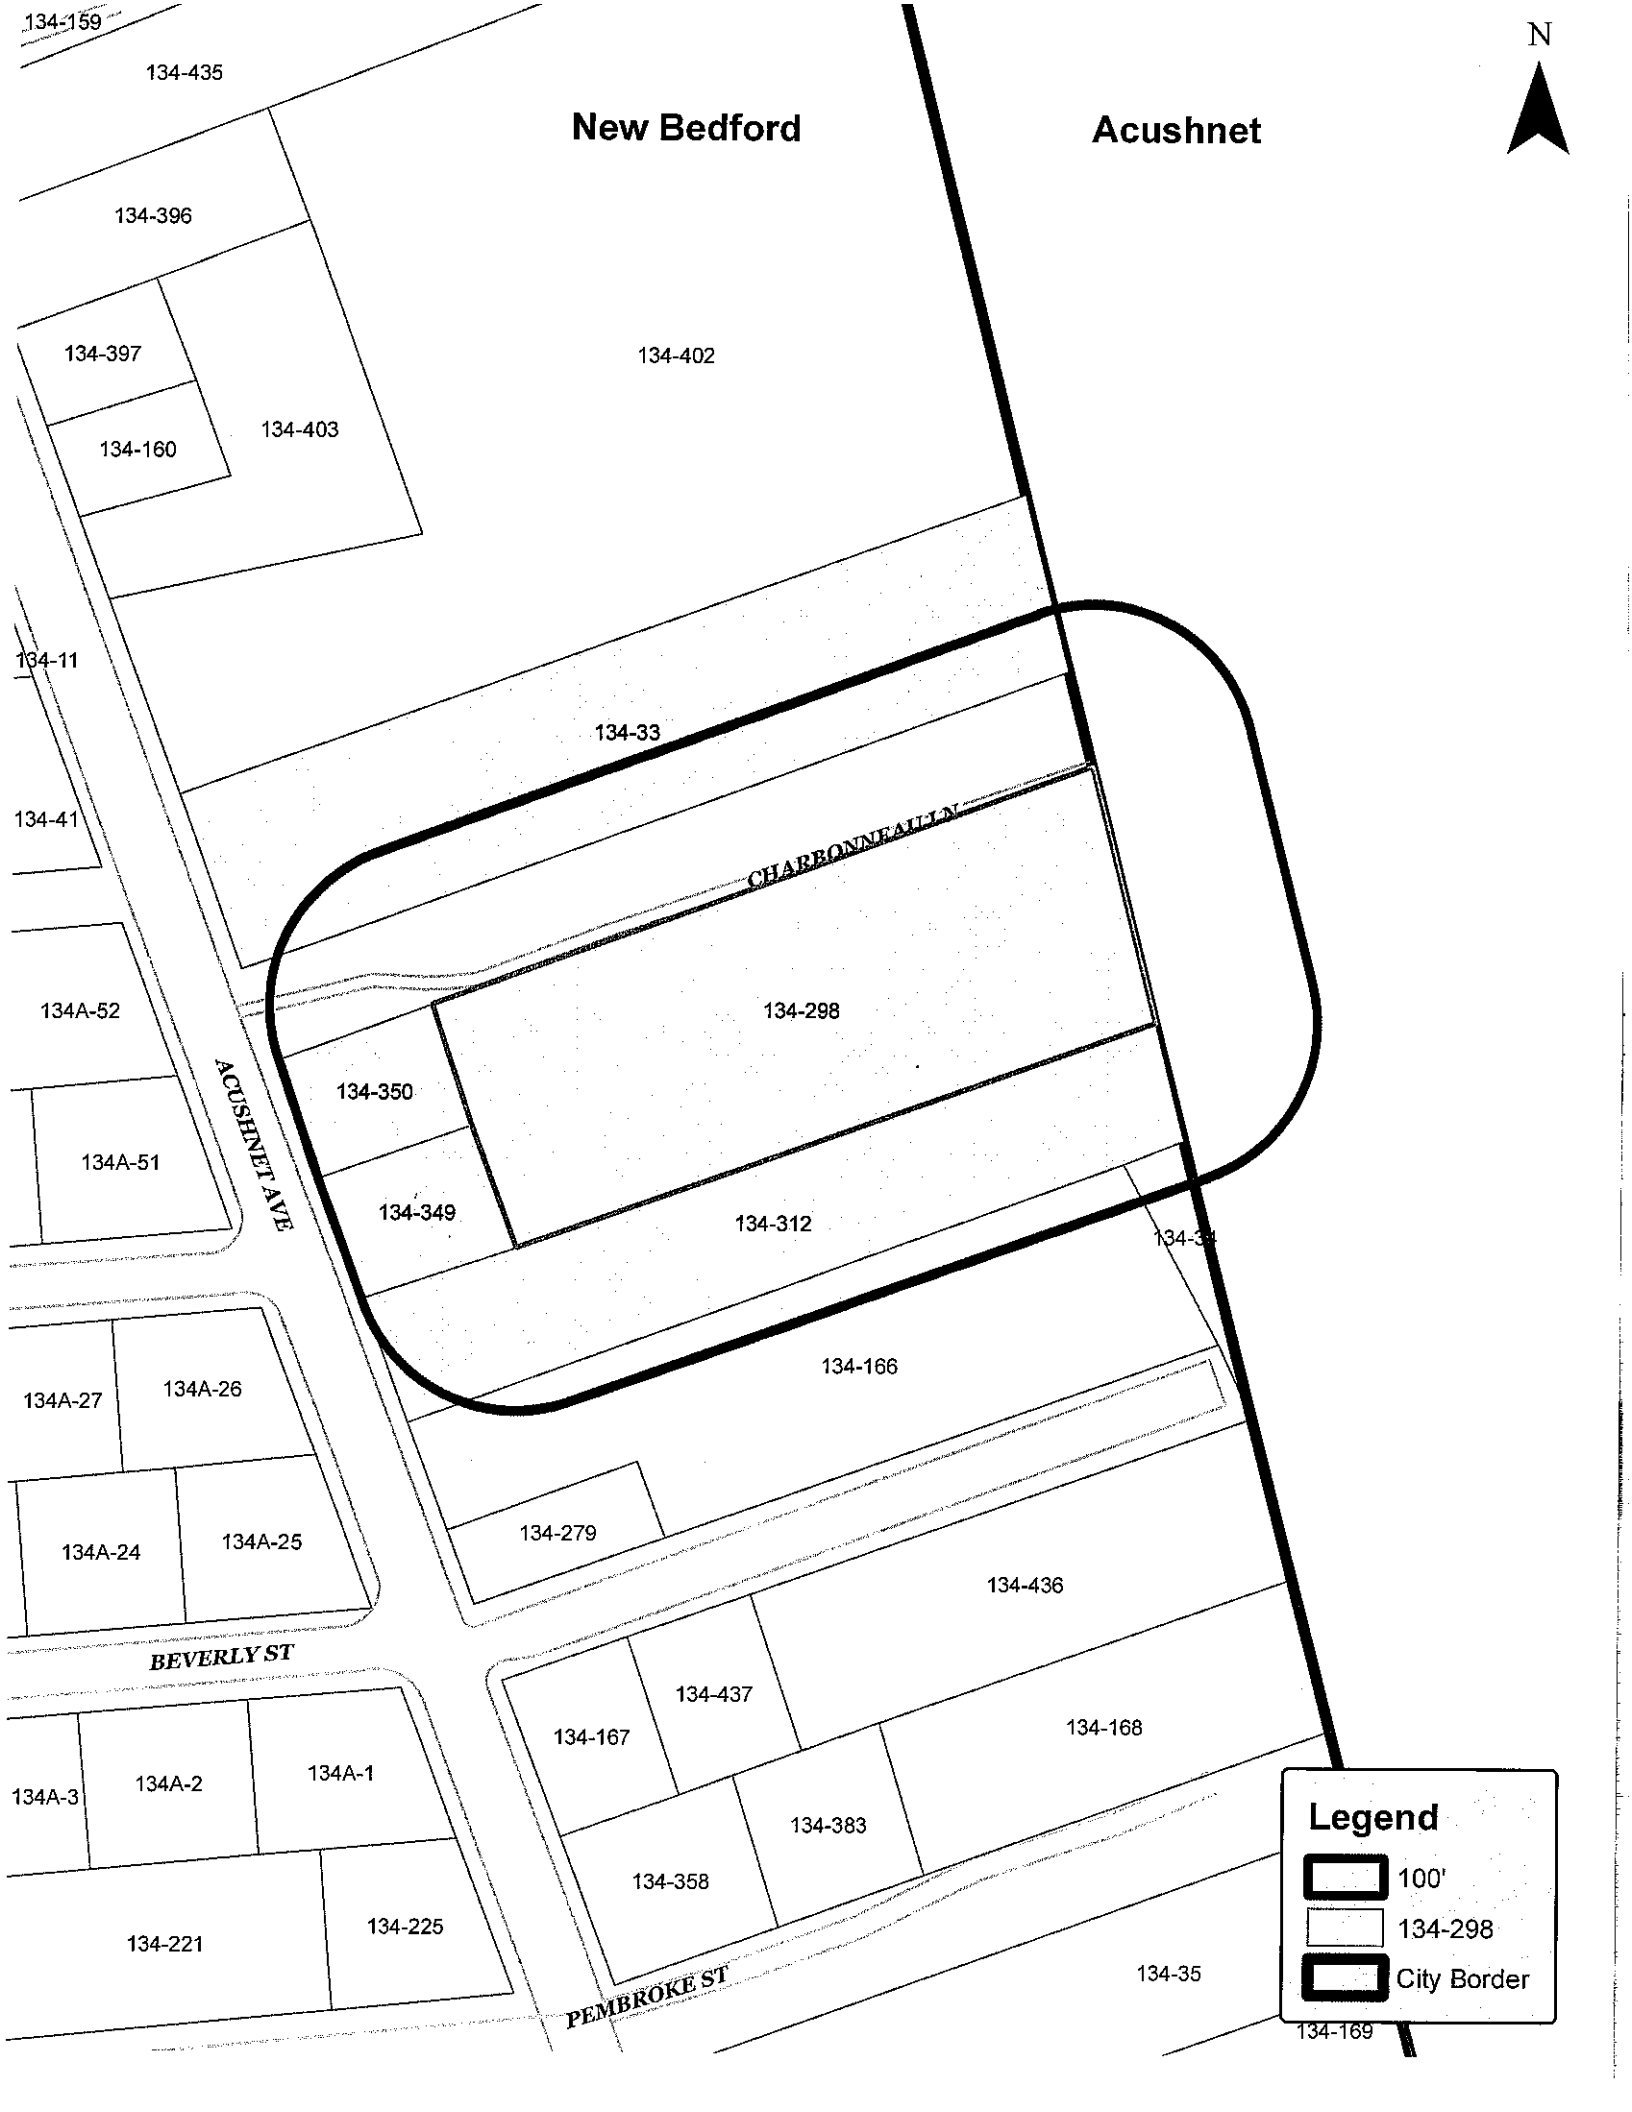 134-159
N
134-435
New Bedford
Acushnet
134-396
134-397
134-402
134-403
134-160
134-11
134-33
134-41
CHARBONNEAU LN
134A-52
134-298
134-350
ACUSHNET AVE
134A-51
134-349
134-312
134-34
134-166
134A-26
134A-27
134-279
134A-25
134A-24
134-436
BEVERLY ST
134-437
134-168
134-167
134A-1
134A-2
134A-3
134-383
134-358
134-225
134-221
134-35
PEMBROKE ST
Legend
100'
134-298
City Border
134-169